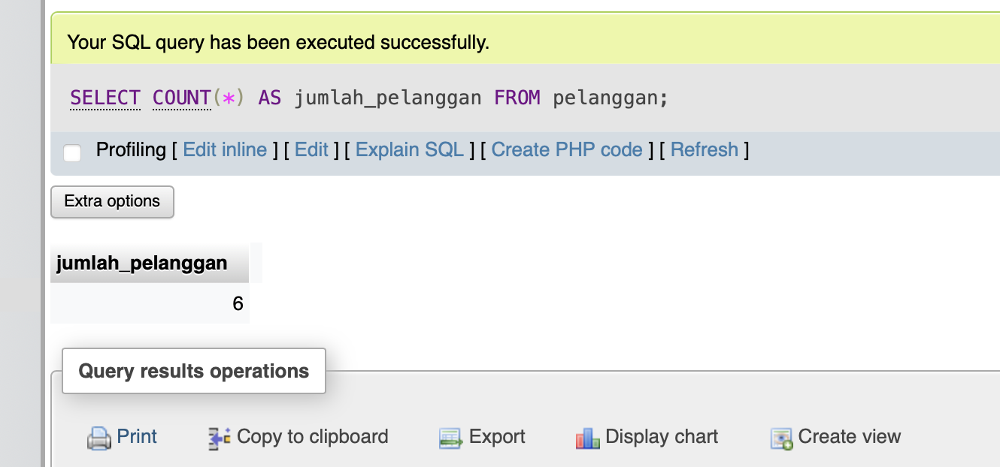 Your SQL query has been executed successfully.
SELECT COUNT(*) AS jumlah_pelanggan FROM pelanggan;
Profiling [ Edit inline ] [ Edit ] [ Explain SQL ] [ Create PHP code ] [ Refresh ]
Extra options
jumlah_pelanggan
6
Query results operations
Print Copy to clipboard Export Display chart Create view